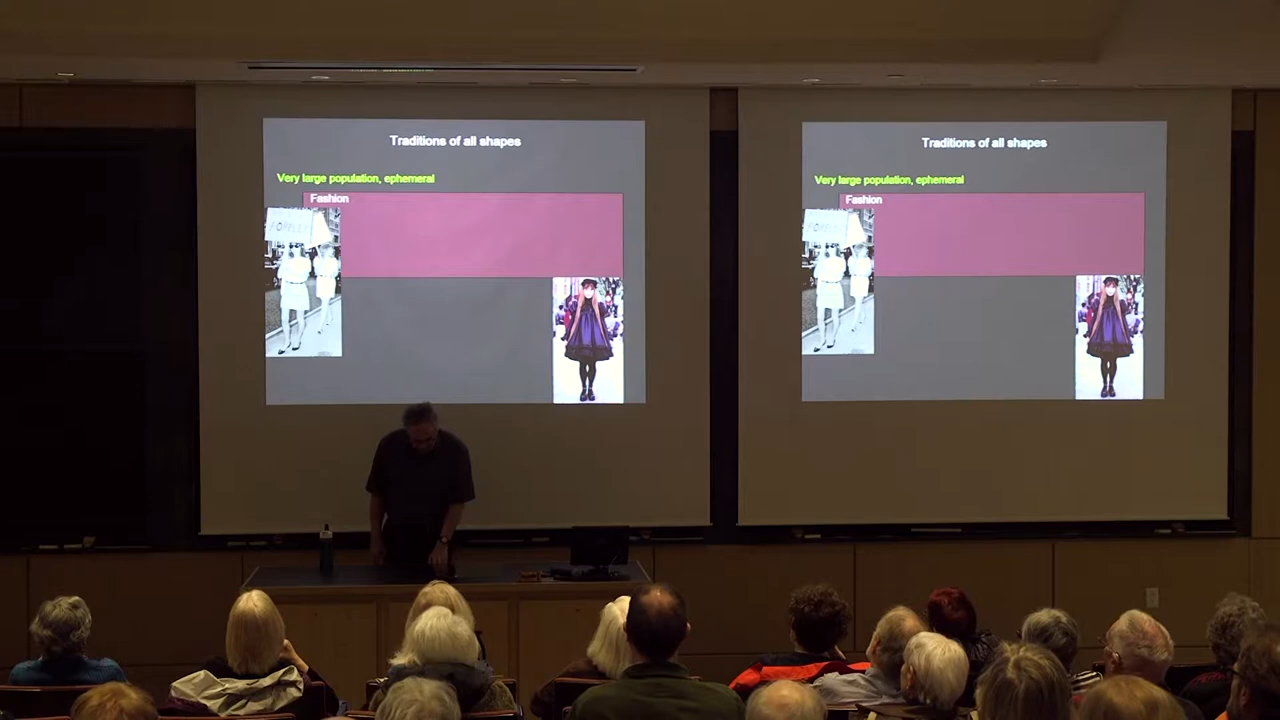 Traditions of all shapes
Very large population, ephemeral
Fashion
Traditions of all shapes
Very large population, ephemeral
Fashion